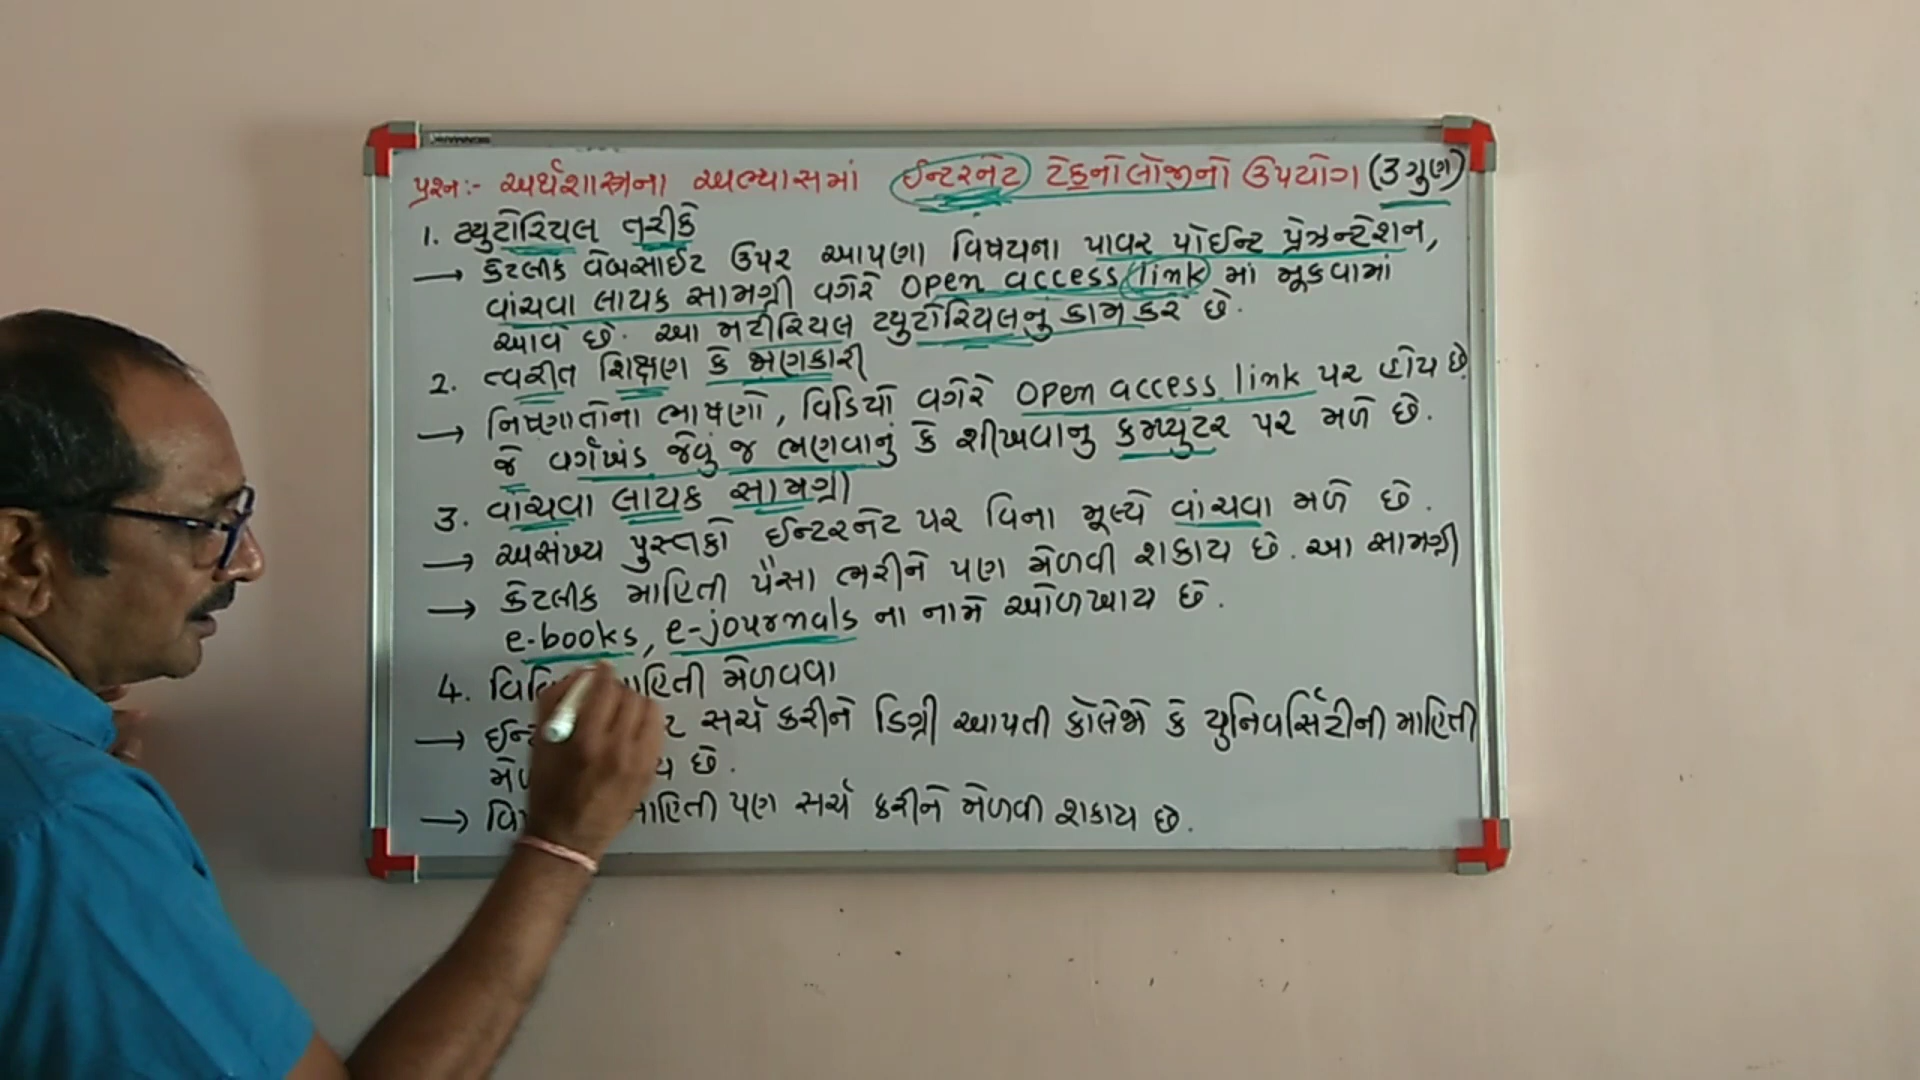 પ્રશ્ન:- અર્થશાસ્ત્રના અભ્યાસમાં ઈન્ટરનેટ ટેકનોલોજીનો ઉપયોગ (૩ ગુણ)
1. ટ્યુટોરિયલ તરીકે
→ કેટલીક વેબસાઈટ ઉપર આપણા વિષયના પાવર પોઈન્ટ પ્રેઝન્ટેશન,
વાંચવા લાયક સામગ્રી વગેરે open access link માં મૂકવામાં
આવે છે. આ મટીરિયલ ટ્યુટોરિયલનુ કામ કરે છે.
2. ત્વરીત શિક્ષણ કે જાણકારી
→ નિષ્ણાતોના ભાષણો, વિડિયો વગેરે open access link પર હોય છે
જે વર્ગખંડ જેવું જ ભણવાનું કે શીખવાનુ કમ્પ્યુટર પર મળે છે.
3. વાંચવા લાયક સામગ્રી
→ અસંખ્ય પુસ્તકો ઈન્ટરનેટ પર વિના મૂલ્યે વાંચવા મળે છે.
→ કેટલીક માહિતી પૈસા ભરીને પણ મેળવી શકાય છે. આ સામગ્રી
e-books, e-journals ના નામે ઓળખાય છે.
4. માહિતી મેળવવા
→ સર્ચ કરીને ડિગ્રી આપતી કોલેજો કે યુનિવર્સિટીની માહિતી
છે.
→ માહિતી પણ સર્ચ કરીને મેળવી શકાય છે.